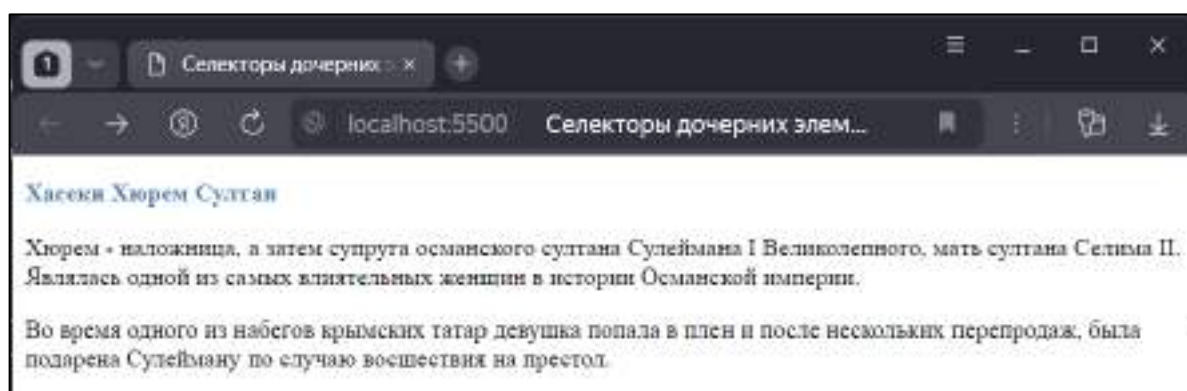 1 Селекторы дочерних
localhost:5500 Селекторы дочерних элем...
Хасеки Хюрем Султан
Хюрем - наложница, а затем супруга османского султана Сулеймана I Великолепного, мать султана Селима II.
Являлась одной из самых влиятельных женщин в истории Османской империи.
Во время одного из набегов крымских татар девушка попала в плен и после нескольких перепродаж, была
подарена Сулейману по случаю восшествия на престол.